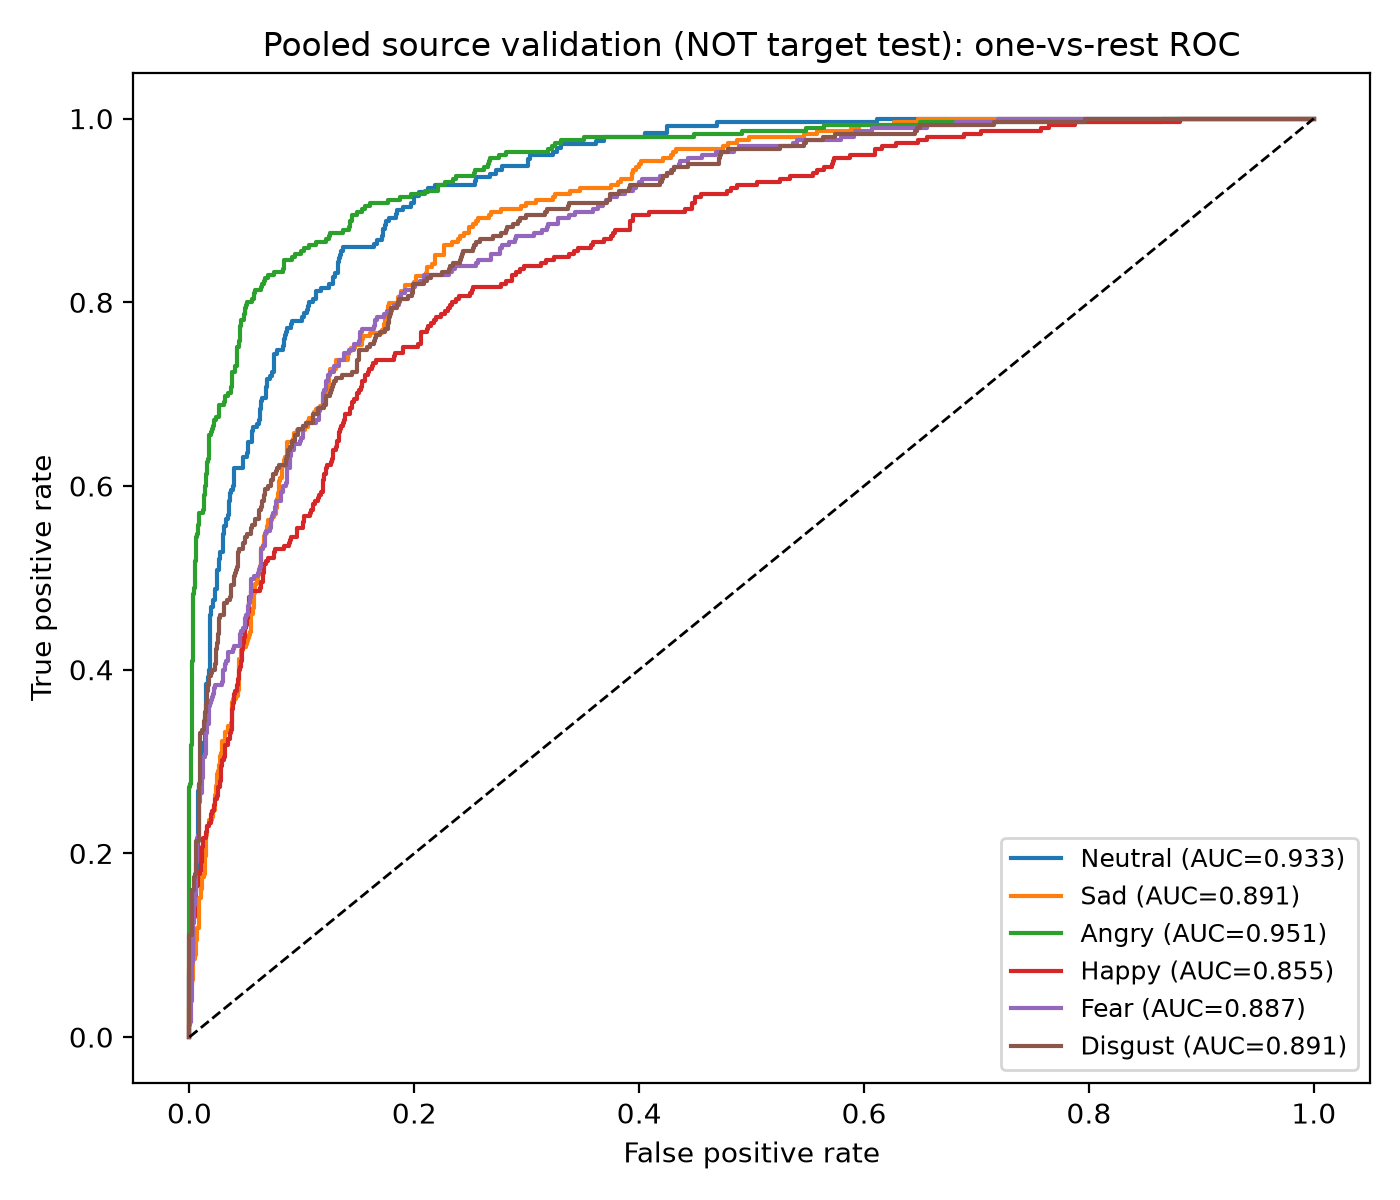 Pooled source validation (NOT target test): one-vs-rest ROC
True positive rate
1.0
0.8
0.6
0.4
0.2
0.0
Neutral (AUC=0.933)
Sad (AUC=0.891)
Angry (AUC=0.951)
Happy (AUC=0.855)
Fear (AUC=0.887)
Disgust (AUC=0.891)
0.0 0.2 0.4 0.6 0.8 1.0
False positive rate